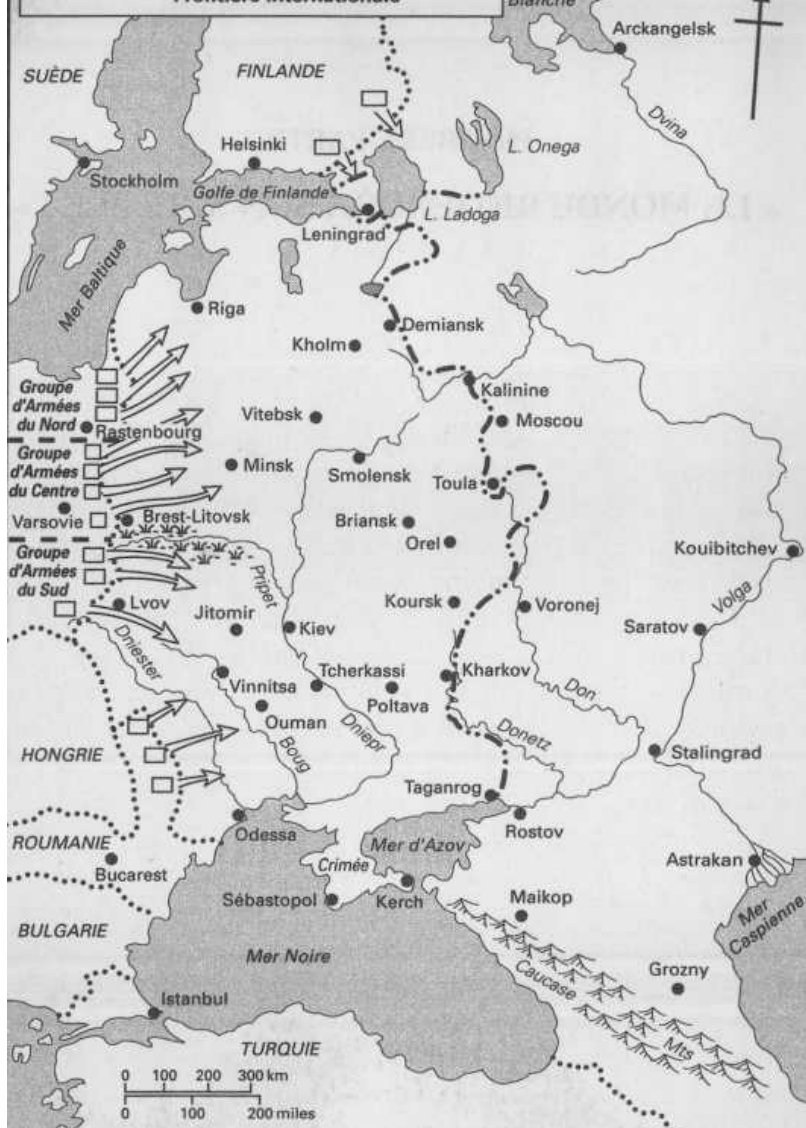 Frontière internationale
Blanche
Arckangelsk
SUÈDE
FINLANDE
Dvina
L. Onega
Helsinki
Stockholm
Golfe de Finlande
L. Ladoga
Leningrad
Mer Baltique
Riga
Demiansk
Kholm
Kalinine
Groupe
d'Armées
du Nord
Rastenbourg
Vitebsk
Moscou
Groupe
d'Armées
du Centre
Minsk
Smolensk
Toula
Varsovie
Brest-Litovsk
Briansk
Orel
Kouibitchev
Groupe
d'Armées
du Sud
Pripet
Volga
Lvov
Jitomir
Koursk
Voronej
Kiev
Saratov
Dniester
Vinnitsa
Tcherkassi
Kharkov
Poltava
Don
Ouman
Dniepr
Donetz
HONGRIE
Boug
Stalingrad
Taganrog
Odessa
Rostov
ROUMANIE
Mer d'Azov
Bucarest
Crimée
Astrakan
Sébastopol
Kerch
Maikop
Mer
Caspienne
BULGARIE
Mer Noire
Caucase
Grozny
Istanbul
Mts
TURQUIE
0 100 200 300 km
0 100 200 miles